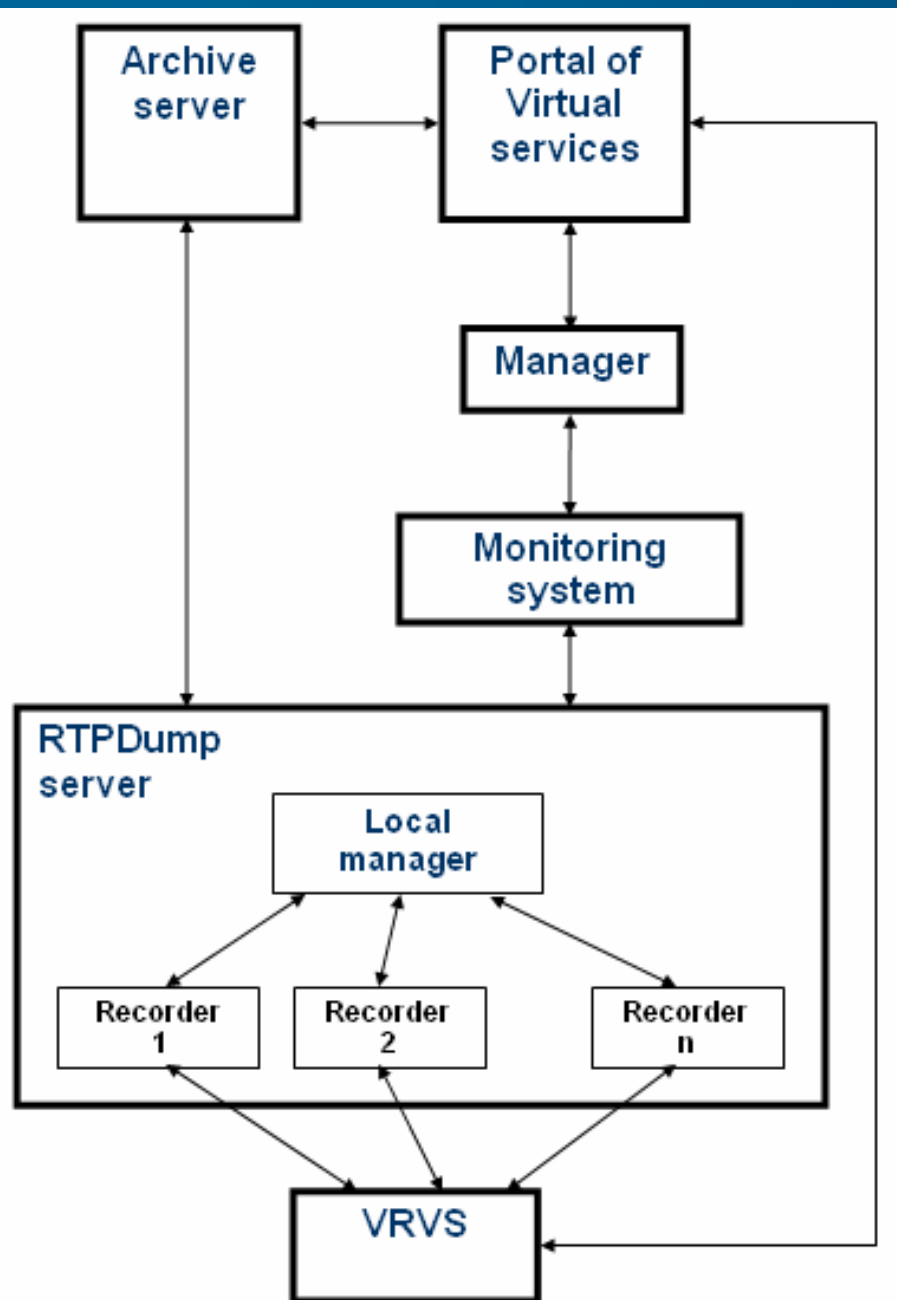 Archive
server
Portal of
Virtual
services
Manager
Monitoring
system
RTPDump
server
Local
manager
Recorder
1
Recorder
2
Recorder
n
VRVS